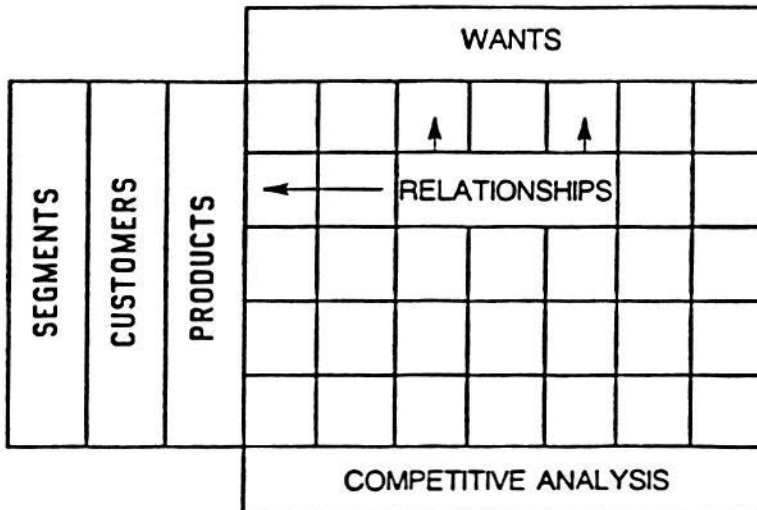 WANTS
SEGMENTS
CUSTOMERS
PRODUCTS
RELATIONSHIPS
COMPETITIVE ANALYSIS